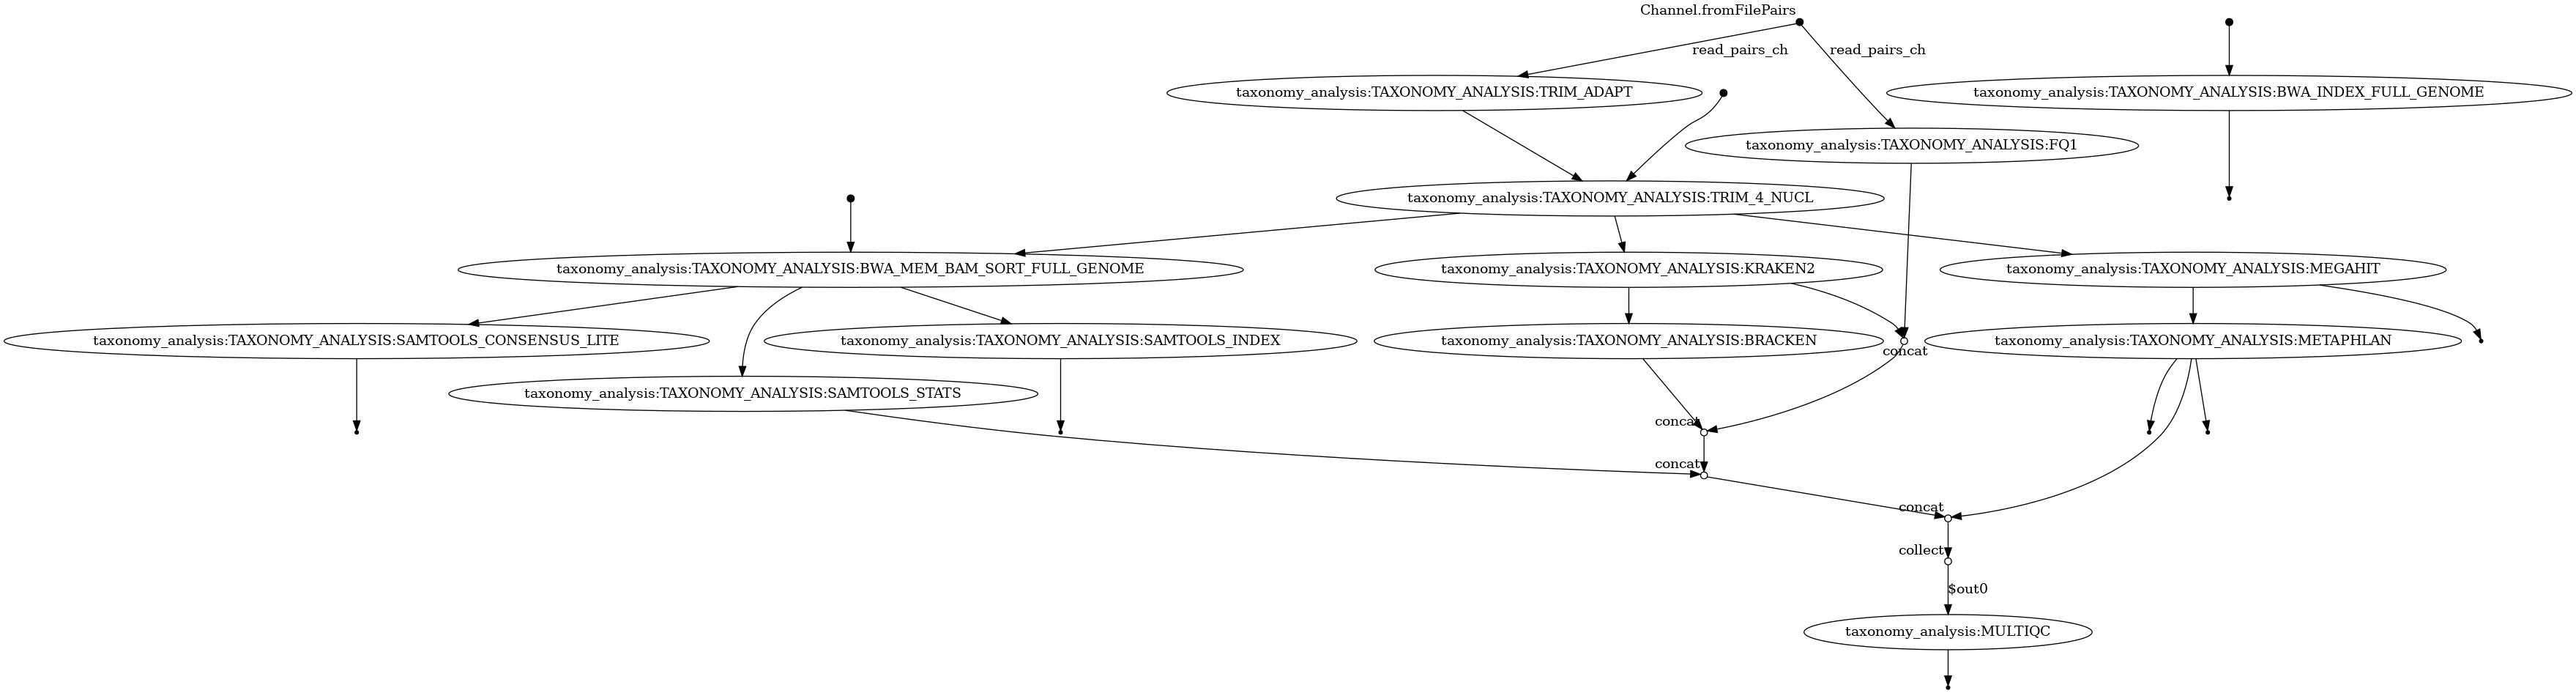 Channel.fromFilePairs
read_pairs_ch
read_pairs_ch
taxonomy_analysis:TAXONOMY_ANALYSIS:TRIM_ADAPT
taxonomy_analysis:TAXONOMY_ANALYSIS:BWA_INDEX_FULL_GENOME
taxonomy_analysis:TAXONOMY_ANALYSIS:FQ1
taxonomy_analysis:TAXONOMY_ANALYSIS:TRIM_4_NUCL
taxonomy_analysis:TAXONOMY_ANALYSIS:BWA_MEM_BAM_SORT_FULL_GENOME
taxonomy_analysis:TAXONOMY_ANALYSIS:KRAKEN2
taxonomy_analysis:TAXONOMY_ANALYSIS:MEGAHIT
taxonomy_analysis:TAXONOMY_ANALYSIS:SAMTOOLS_CONSENSUS_LITE
taxonomy_analysis:TAXONOMY_ANALYSIS:SAMTOOLS_INDEX
taxonomy_analysis:TAXONOMY_ANALYSIS:BRACKEN
concat
taxonomy_analysis:TAXONOMY_ANALYSIS:METAPHLAN
taxonomy_analysis:TAXONOMY_ANALYSIS:SAMTOOLS_STATS
concat
concat
concat
collect
$out0
taxonomy_analysis:MULTIQC